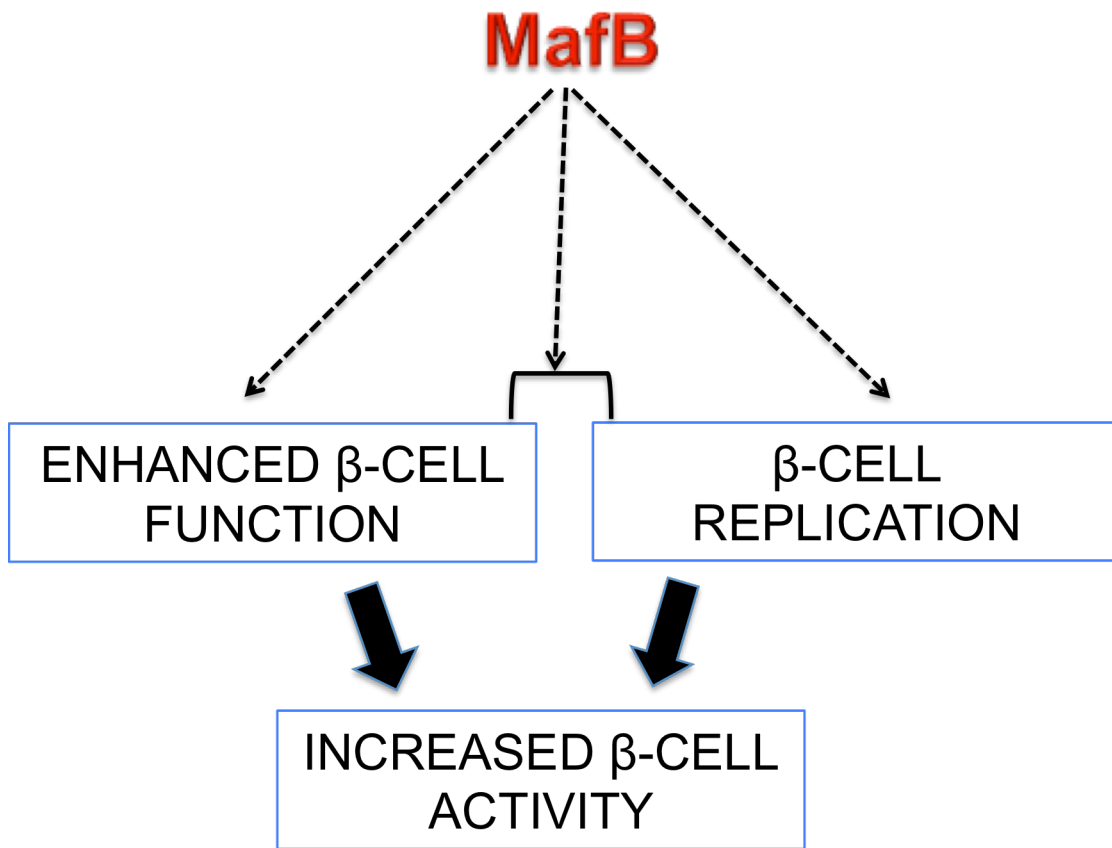 MafB
ENHANCED β-CELL
FUNCTION
β-CELL
REPLICATION
INCREASED β-CELL
ACTIVITY